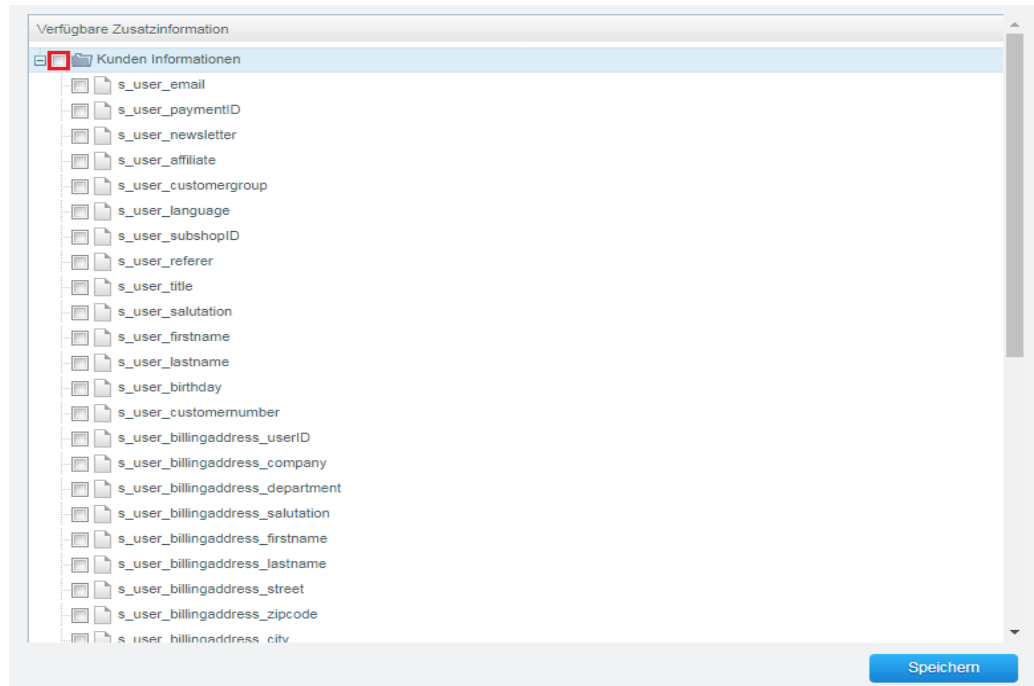 Verfügbare Zusatzinformation
Kunden Informationen
s_user_email
s_user_paymentID
s_user_newsletter
s_user_affiliate
s_user_customergroup
s_user_language
s_user_subshopID
s_user_referer
s_user_title
s_user_salutation
s_user_firstname
s_user_lastname
s_user_birthday
s_user_customernumber
s_user_billingaddress_userID
s_user_billingaddress_company
s_user_billingaddress_department
s_user_billingaddress_salutation
s_user_billingaddress_firstname
s_user_billingaddress_lastname
s_user_billingaddress_street
s_user_billingaddress_zipcode
s_user_billingaddress_city
Speichern